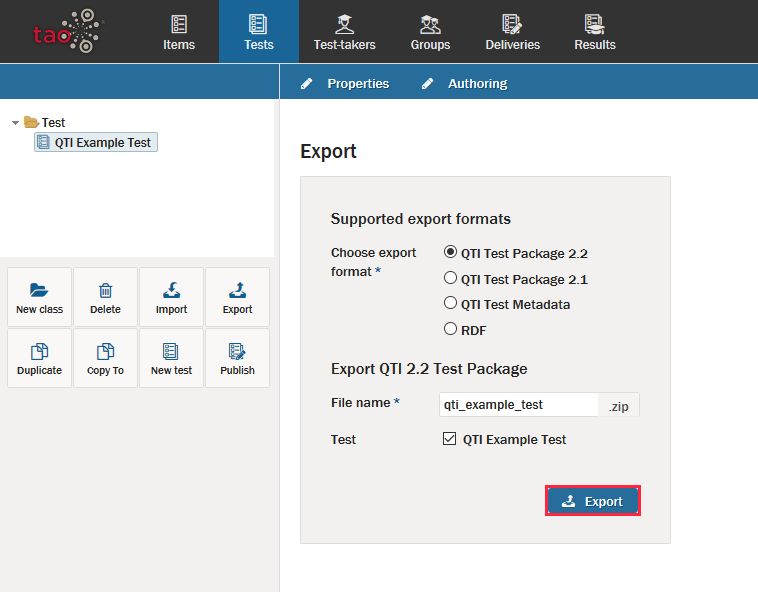 tao
Items
Tests
Test-takers
Groups
Deliveries
Results
Properties
Authoring
Test
QTI Example Test
New class
Delete
Import
Export
Duplicate
Copy To
New test
Publish
Export
Supported export formats
Choose export
format *
QTI Test Package 2.2
QTI Test Package 2.1
QTI Test Metadata
RDF
Export QTI 2.2 Test Package
File name *
qti_example_test
.zip
Test
QTI Example Test
Export